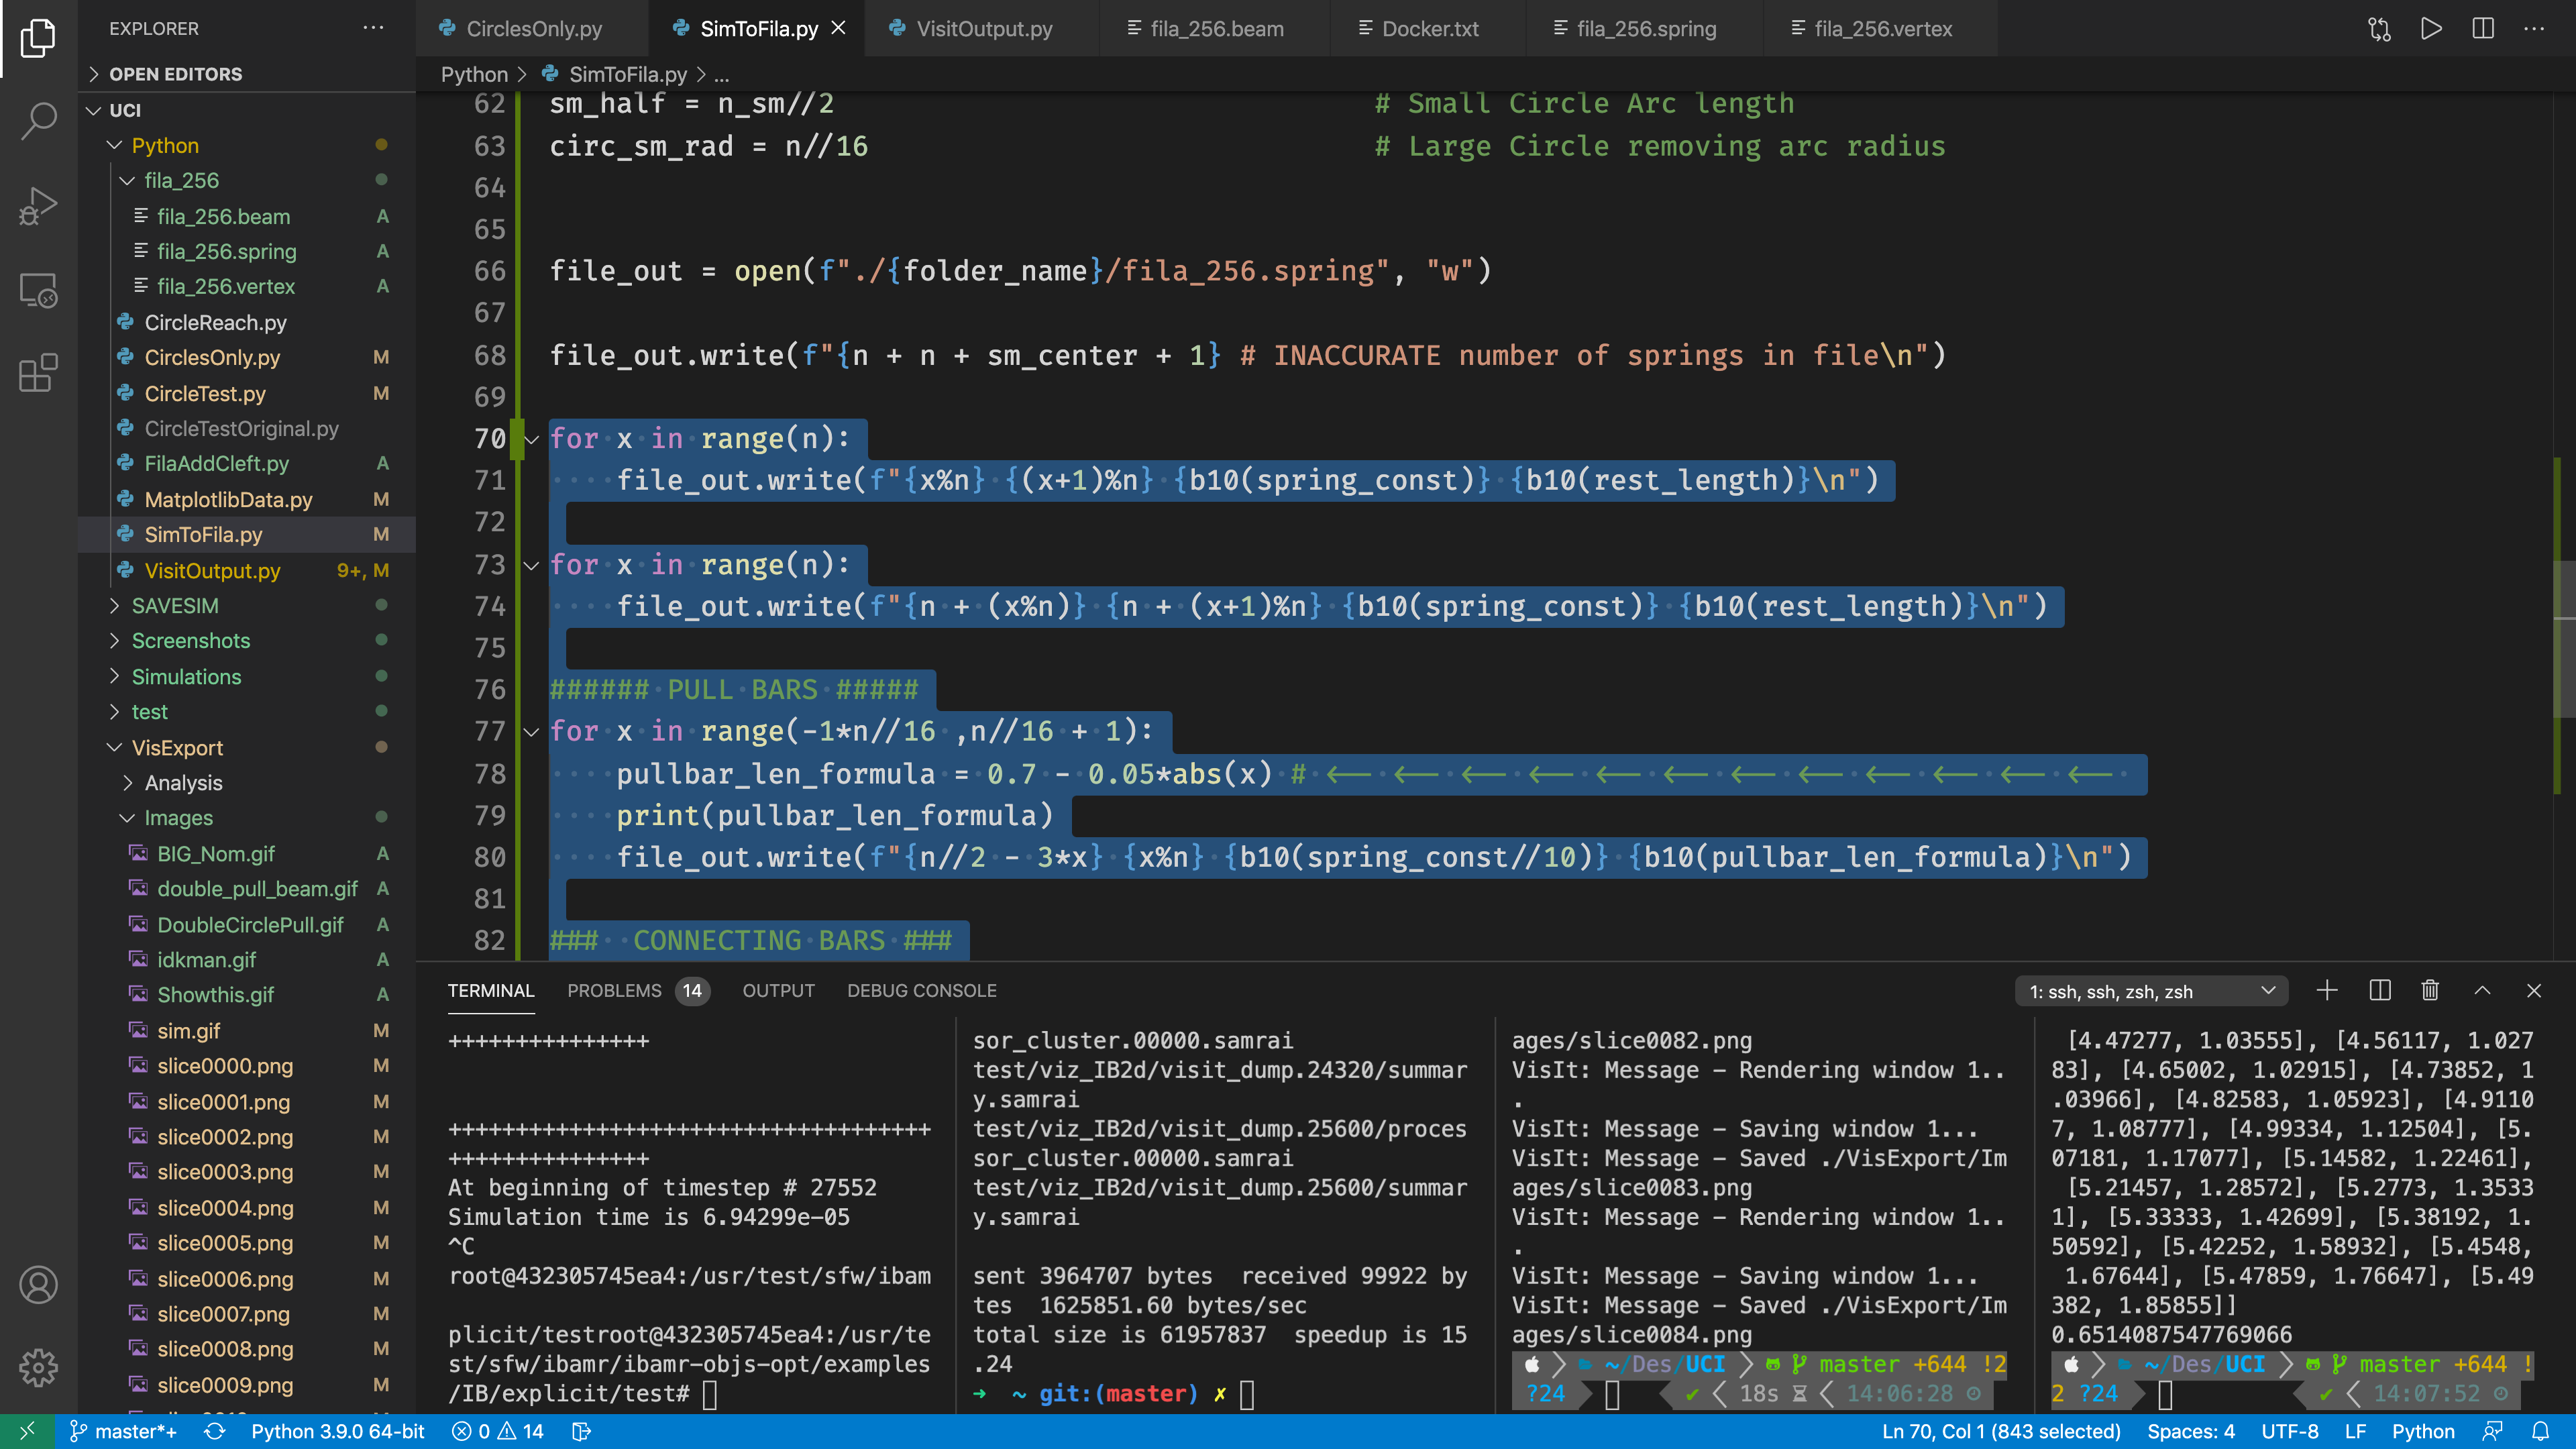 EXPLORER
OPEN EDITORS
UCI
Python
fila_256
fila_256.beam A
fila_256.spring A
fila_256.vertex A
CircleReach.py
CirclesOnly.py M
CircleTest.py M
CircleTestOriginal.py
FilaAddCleft.py A
MatplotlibData.py M
SimToFila.py M
VisitOutput.py 9+, M
SAVESIM
Screenshots
Simulations
test
VisExport
Analysis
Images
BIG_Nom.gif A
double_pull_beam.gif A
DoubleCirclePull.gif A
idkman.gif A
Showthis.gif A
sim.gif M
slice0000.png M
slice0001.png M
slice0002.png M
slice0003.png M
slice0004.png M
slice0005.png M
slice0006.png M
slice0007.png M
slice0008.png M
slice0009.png M
CirclesOnly.py SimToFila.py VisitOutput.py fila_256.beam Docker.txt fila_256.spring fila_256.vertex
Python > SimToFila.py > ...
62 sm_half = n_sm//2 # Small Circle Arc length
63 circ_sm_rad = n//16 # Large Circle removing arc radius
64
65
66 file_out = open(f"./{folder_name}/fila_256.spring", "w")
67
68 file_out.write(f"{n + n + sm_center + 1} # INACCURATE number of springs in file\n")
69
70 for x in range(n):
71 file_out.write(f"{x%n} {(x+1)%n} {b10(spring_const)} {b10(rest_length)}\n")
72
73 for x in range(n):
74 file_out.write(f"{n + (x%n)} {n + (x+1)%n} {b10(spring_const)} {b10(rest_length)}\n")
75
76 ###### PULL BARS #####
77 for x in range(-1*n//16 ,n//16 + 1):
78 pullbar_len_formula = 0.7 - 0.05*abs(x) # <-- <-- <-- <-- <-- <-- <-- <-- <-- <-- <-- <--
79 print(pullbar_len_formula)
80 file_out.write(f"{n//2 - 3*x} {x%n} {b10(spring_const//10)} {b10(pullbar_len_formula)}\n")
81
82 ### CONNECTING BARS ###
TERMINAL PROBLEMS 14 OUTPUT DEBUG CONSOLE 1: ssh, ssh, zsh, zsh
+++++++++++++++
++++++++++++++++++++++++++++++++++++
+++++++++++++++
At beginning of timestep # 27552
Simulation time is 6.94299e-05
^C
root@432305745ea4:/usr/test/sfw/ibam
plicit/testroot@432305745ea4:/usr/te
st/sfw/ibamr/ibamr-objs-opt/examples
/IB/explicit/test#
sor_cluster.00000.samrai
test/viz_IB2d/visit_dump.24320/summar
y.samrai
test/viz_IB2d/visit_dump.25600/proces
sor_cluster.00000.samrai
test/viz_IB2d/visit_dump.25600/summar
y.samrai
sent 3964707 bytes received 99922 by
tes 1625851.60 bytes/sec
total size is 61957837 speedup is 15
.24
→ ~ git:(master) ✗
ages/slice0082.png
VisIt: Message - Rendering window 1..
.
VisIt: Message - Saving window 1...
VisIt: Message - Saved ./VisExport/Im
ages/slice0083.png
VisIt: Message - Rendering window 1..
.
VisIt: Message - Saving window 1...
VisIt: Message - Saved ./VisExport/Im
ages/slice0084.png
~/Des/UCI master +644 !2
?24 ✔ 18s 14:06:28
[4.47277, 1.03555], [4.56117, 1.027
83], [4.65002, 1.02915], [4.73852, 1
.03966], [4.82583, 1.05923], [4.9110
7, 1.08777], [4.99334, 1.12504], [5.
07181, 1.17077], [5.14582, 1.22461],
[5.21457, 1.28572], [5.2773, 1.3533
1], [5.33333, 1.42699], [5.38192, 1.
50592], [5.42252, 1.58932], [5.4548,
1.67644], [5.47859, 1.76647], [5.49
382, 1.85855]]
0.6514087547769066
~/Des/UCI master +644 !
2 ?24 ✔ 14:07:52
master*+ Python 3.9.0 64-bit 0 14 Ln 70, Col 1 (843 selected) Spaces: 4 UTF-8 LF Python